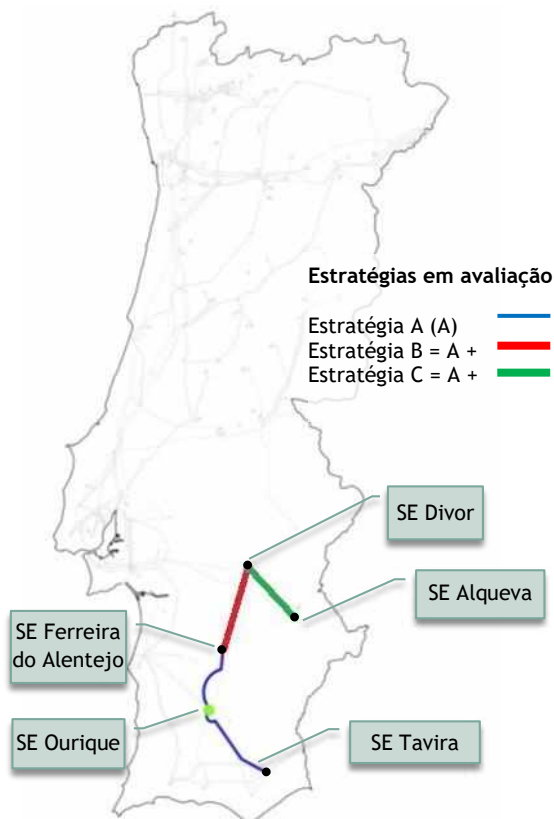 Estratégias em avaliação
Estratégia A (A)
Estratégia B = A +
Estratégia C = A +
SE Divor
SE Alqueva
SE Ferreira
do Alentejo
SE Ourique
SE Tavira